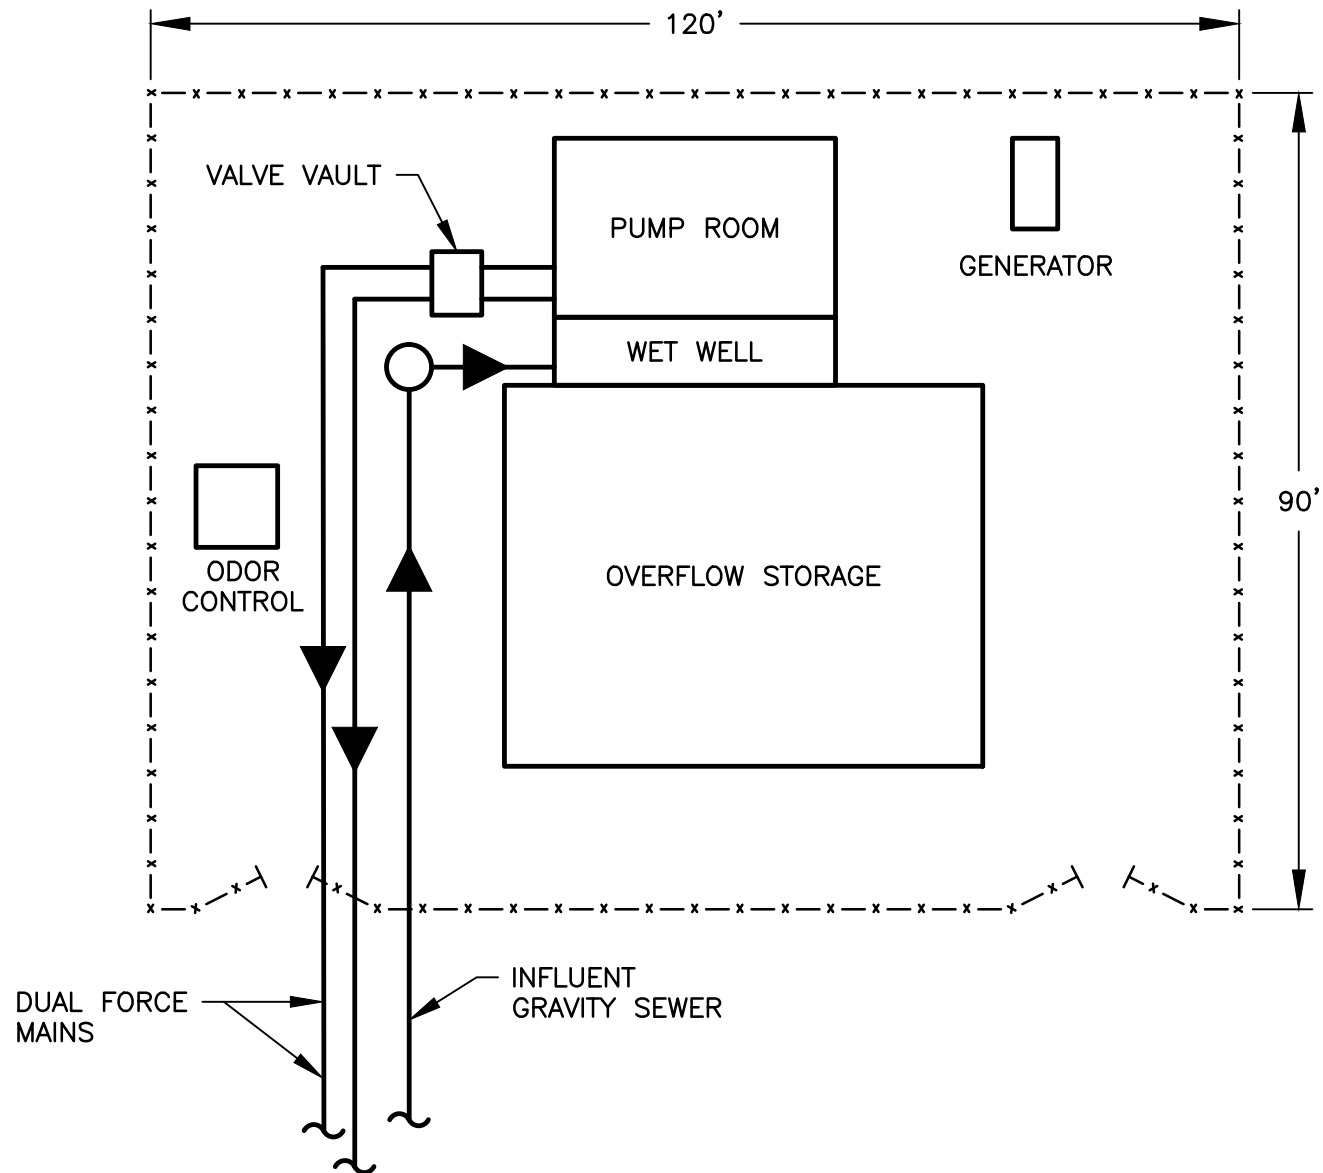 120'
VALVE VAULT
PUMP ROOM
GENERATOR
WET WELL
90'
OVERFLOW STORAGE
ODOR
CONTROL
INFLUENT
GRAVITY SEWER
DUAL FORCE
MAINS